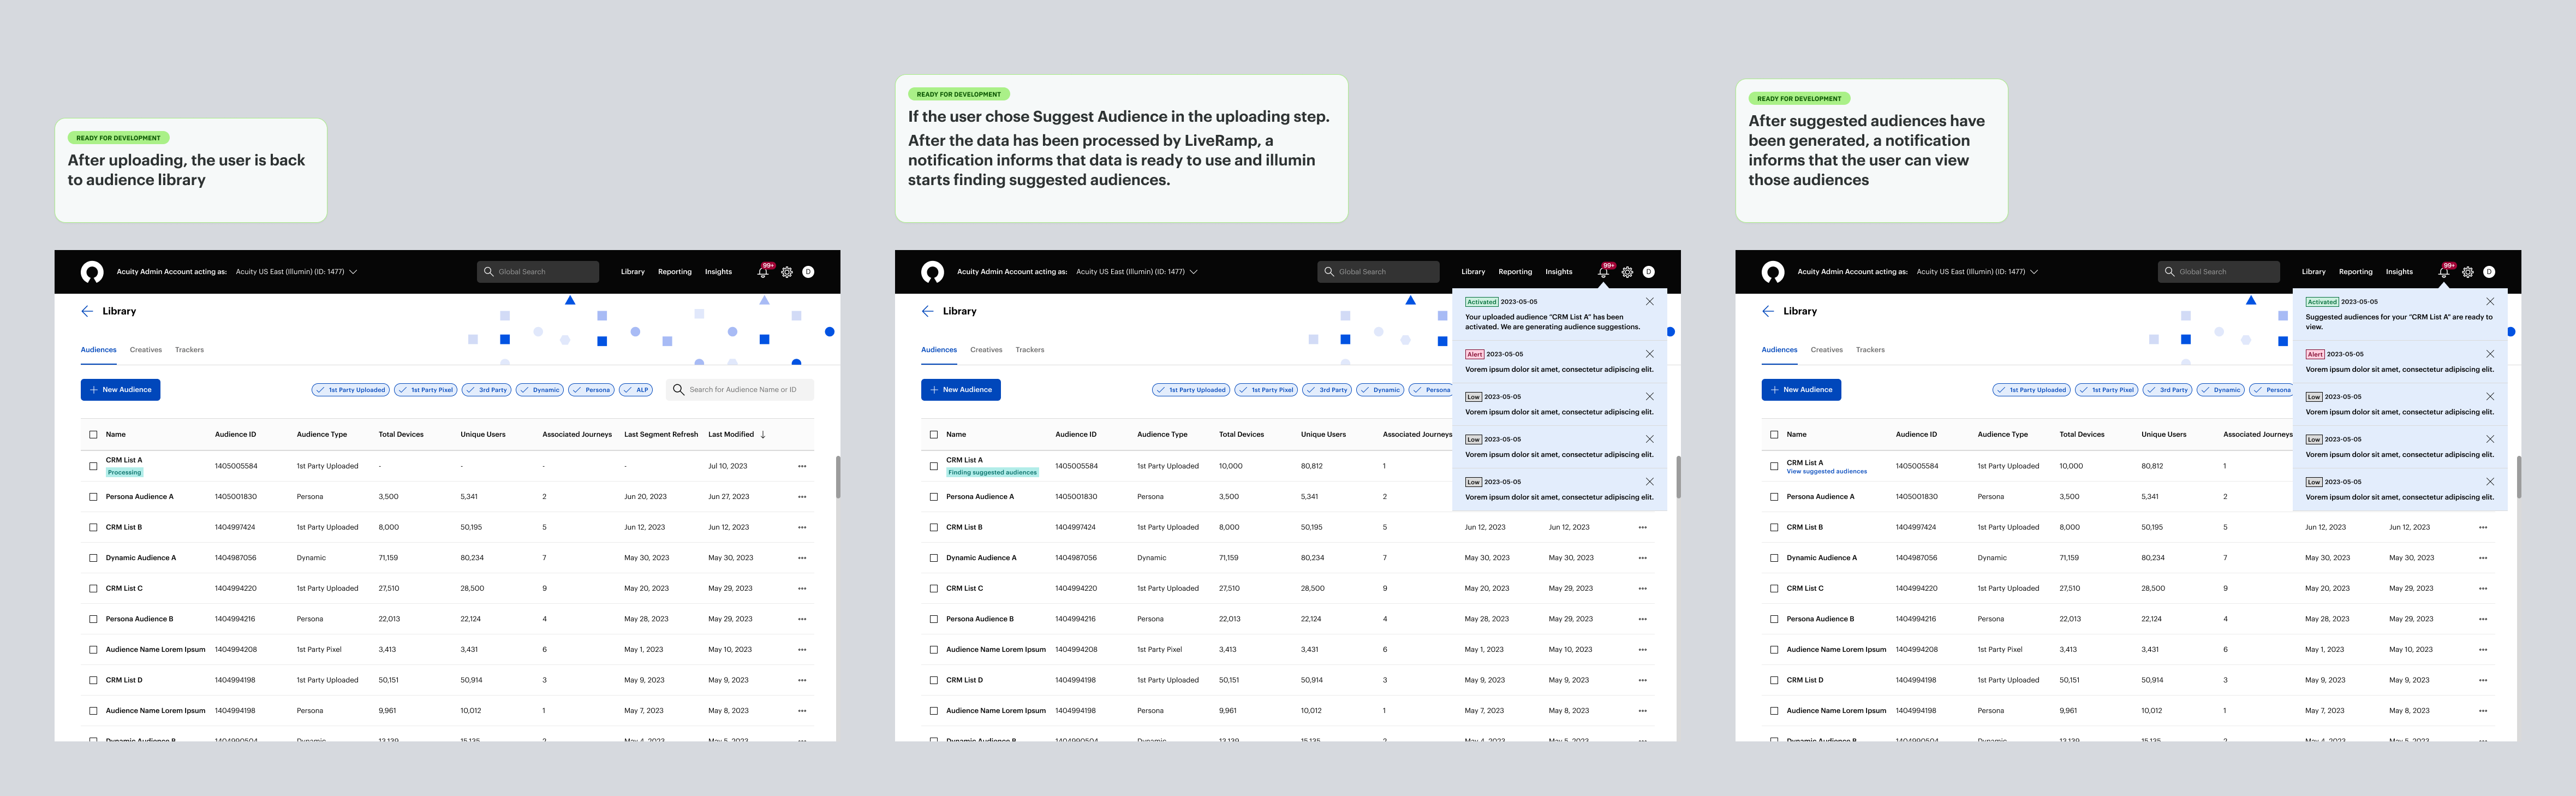 READY FOR DEVELOPMENT
After uploading, the user is back
to audience library
READY FOR DEVELOPMENT
If the user chose Suggest Audience in the uploading step.
After the data has been processed by LiveRamp, a
notification informs that data is ready to use and illumin
starts finding suggested audiences.
READY FOR DEVELOPMENT
After suggested audiences have
been generated, a notification
informs that the user can view
those audiences
Acuity Admin Account acting as: Acuity US East (Illumin) (ID: 1477) Global Search Library Reporting Insights 99+ D
Library
Audiences Creatives Trackers
New Audience 1st Party Uploaded 1st Party Pixel 3rd Party Dynamic Persona ALP Search for Audience Name or ID
Name Audience ID Audience Type Total Devices Unique Users Associated Journeys Last Segment Refresh Last Modified
CRM List A 1405005584 1st Party Uploaded - - - - Jul 10, 2023
Processing
Persona Audience A 1405001830 Persona 3,500 5,341 2 Jun 20, 2023 Jun 27, 2023
CRM List B 1404997424 1st Party Uploaded 8,000 50,195 5 Jun 12, 2023 Jun 12, 2023
Dynamic Audience A 1404987056 Dynamic 71,159 80,234 7 May 30, 2023 May 30, 2023
CRM List C 1404994220 1st Party Uploaded 27,510 28,500 9 May 20, 2023 May 29, 2023
Persona Audience B 1404994216 Persona 22,013 22,124 4 May 28, 2023 May 29, 2023
Audience Name Lorem Ipsum 1404994208 1st Party Pixel 3,413 3,431 6 May 1, 2023 May 10, 2023
CRM List D 1404994198 1st Party Uploaded 50,151 50,914 3 May 9, 2023 May 9, 2023
Audience Name Lorem Ipsum 1404994198 Persona 9,961 10,012 1 May 7, 2023 May 8, 2023
Acuity Admin Account acting as: Acuity US East (Illumin) (ID: 1477) Global Search Library Reporting Insights 99+ D
Library
Audiences Creatives Trackers
New Audience 1st Party Uploaded 1st Party Pixel 3rd Party Dynamic Persona
Activated 2023-05-05
Your uploaded audience “CRM List A” has been
activated. We are generating audience suggestions.
Alert 2023-05-05
Vorem ipsum dolor sit amet, consectetur adipiscing elit.
Low 2023-05-05
Vorem ipsum dolor sit amet, consectetur adipiscing elit.
Low 2023-05-05
Vorem ipsum dolor sit amet, consectetur adipiscing elit.
Low 2023-05-05
Vorem ipsum dolor sit amet, consectetur adipiscing elit.
Name Audience ID Audience Type Total Devices Unique Users Associated Journeys
CRM List A 1405005584 1st Party Uploaded 10,000 80,812 1
Finding suggested audiences
Persona Audience A 1405001830 Persona 3,500 5,341 2
CRM List B 1404997424 1st Party Uploaded 8,000 50,195 5 Jun 12, 2023 Jun 12, 2023
Dynamic Audience A 1404987056 Dynamic 71,159 80,234 7 May 30, 2023 May 30, 2023
CRM List C 1404994220 1st Party Uploaded 27,510 28,500 9 May 20, 2023 May 29, 2023
Persona Audience B 1404994216 Persona 22,013 22,124 4 May 28, 2023 May 29, 2023
Audience Name Lorem Ipsum 1404994208 1st Party Pixel 3,413 3,431 6 May 1, 2023 May 10, 2023
CRM List D 1404994198 1st Party Uploaded 50,151 50,914 3 May 9, 2023 May 9, 2023
Audience Name Lorem Ipsum 1404994198 Persona 9,961 10,012 1 May 7, 2023 May 8, 2023
Acuity Admin Account acting as: Acuity US East (Illumin) (ID: 1477) Global Search Library Reporting Insights 99+ D
Library
Audiences Creatives Trackers
New Audience 1st Party Uploaded 1st Party Pixel 3rd Party Dynamic Persona
Activated 2023-05-05
Suggested audiences for your “CRM List A” are ready to
view.
Alert 2023-05-05
Vorem ipsum dolor sit amet, consectetur adipiscing elit.
Low 2023-05-05
Vorem ipsum dolor sit amet, consectetur adipiscing elit.
Low 2023-05-05
Vorem ipsum dolor sit amet, consectetur adipiscing elit.
Low 2023-05-05
Vorem ipsum dolor sit amet, consectetur adipiscing elit.
Name Audience ID Audience Type Total Devices Unique Users Associated Journeys
CRM List A 1405005584 1st Party Uploaded 10,000 80,812 1
View suggested audiences
Persona Audience A 1405001830 Persona 3,500 5,341 2
CRM List B 1404997424 1st Party Uploaded 8,000 50,195 5 Jun 12, 2023 Jun 12, 2023
Dynamic Audience A 1404987056 Dynamic 71,159 80,234 7 May 30, 2023 May 30, 2023
CRM List C 1404994220 1st Party Uploaded 27,510 28,500 9 May 20, 2023 May 29, 2023
Persona Audience B 1404994216 Persona 22,013 22,124 4 May 28, 2023 May 29, 2023
Audience Name Lorem Ipsum 1404994208 1st Party Pixel 3,413 3,431 6 May 1, 2023 May 10, 2023
CRM List D 1404994198 1st Party Uploaded 50,151 50,914 3 May 9, 2023 May 9, 2023
Audience Name Lorem Ipsum 1404994198 Persona 9,961 10,012 1 May 7, 2023 May 8, 2023